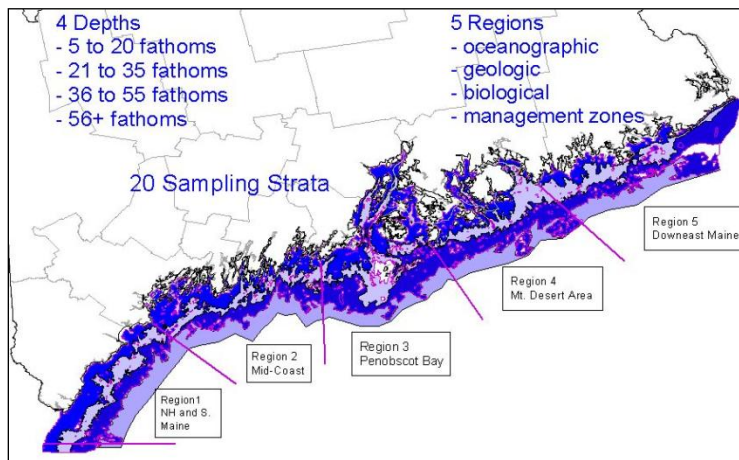 4 Depths
- 5 to 20 fathoms
- 21 to 35 fathoms
- 36 to 55 fathoms
- 56+ fathoms
5 Regions
- oceanographic
- geologic
- biological
- management zones
20 Sampling Strata
Region 5
Downeast Maine
Region 4
Mt. Desert Area
Region 3
Penobscot Bay
Region 2
Mid-Coast
Region1
NH and S.
Maine